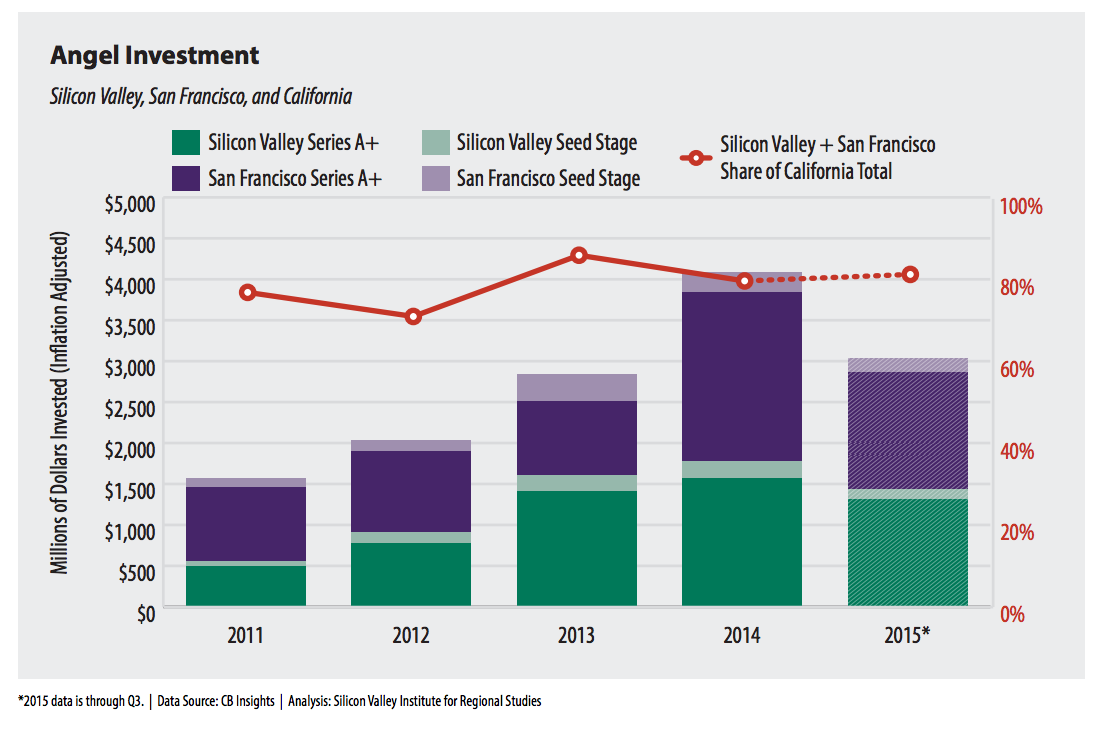 Angel Investment
Silicon Valley, San Francisco, and California
Silicon Valley Series A+
Silicon Valley Seed Stage
Silicon Valley + San Francisco
Share of California Total
San Francisco Series A+
San Francisco Seed Stage
Millions of Dollars Invested (Inflation Adjusted)
$5,000
$4,500
$4,000
$3,500
$3,000
$2,500
$2,000
$1,500
$1,000
$500
$0
100%
80%
60%
40%
20%
0%
2011
2012
2013
2014
2015*
*2015 data is through Q3. | Data Source: CB Insights | Analysis: Silicon Valley Institute for Regional Studies